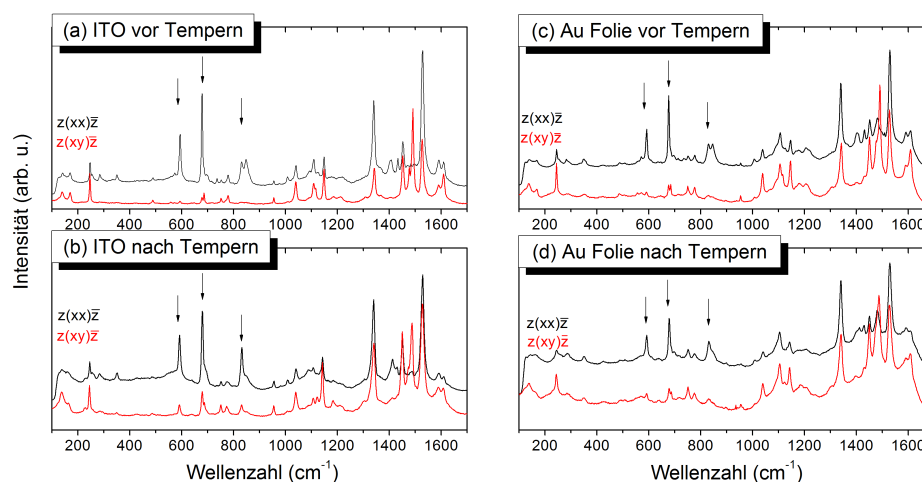 Intensität (arb. u.)
(a) ITO vor Tempern
z(xx)z̅
z(xy)z̅
200 400 600 800 1000 1200 1400 1600
(b) ITO nach Tempern
z(xx)z̅
z(xy)z̅
200 400 600 800 1000 1200 1400 1600
Wellenzahl (cm⁻¹)
(c) Au Folie vor Tempern
z(xx)z̅
z(xy)z̅
200 400 600 800 1000 1200 1400 1600
(d) Au Folie nach Tempern
z(xx)z̅
z(xy)z̅
200 400 600 800 1000 1200 1400 1600
Wellenzahl (cm⁻¹)